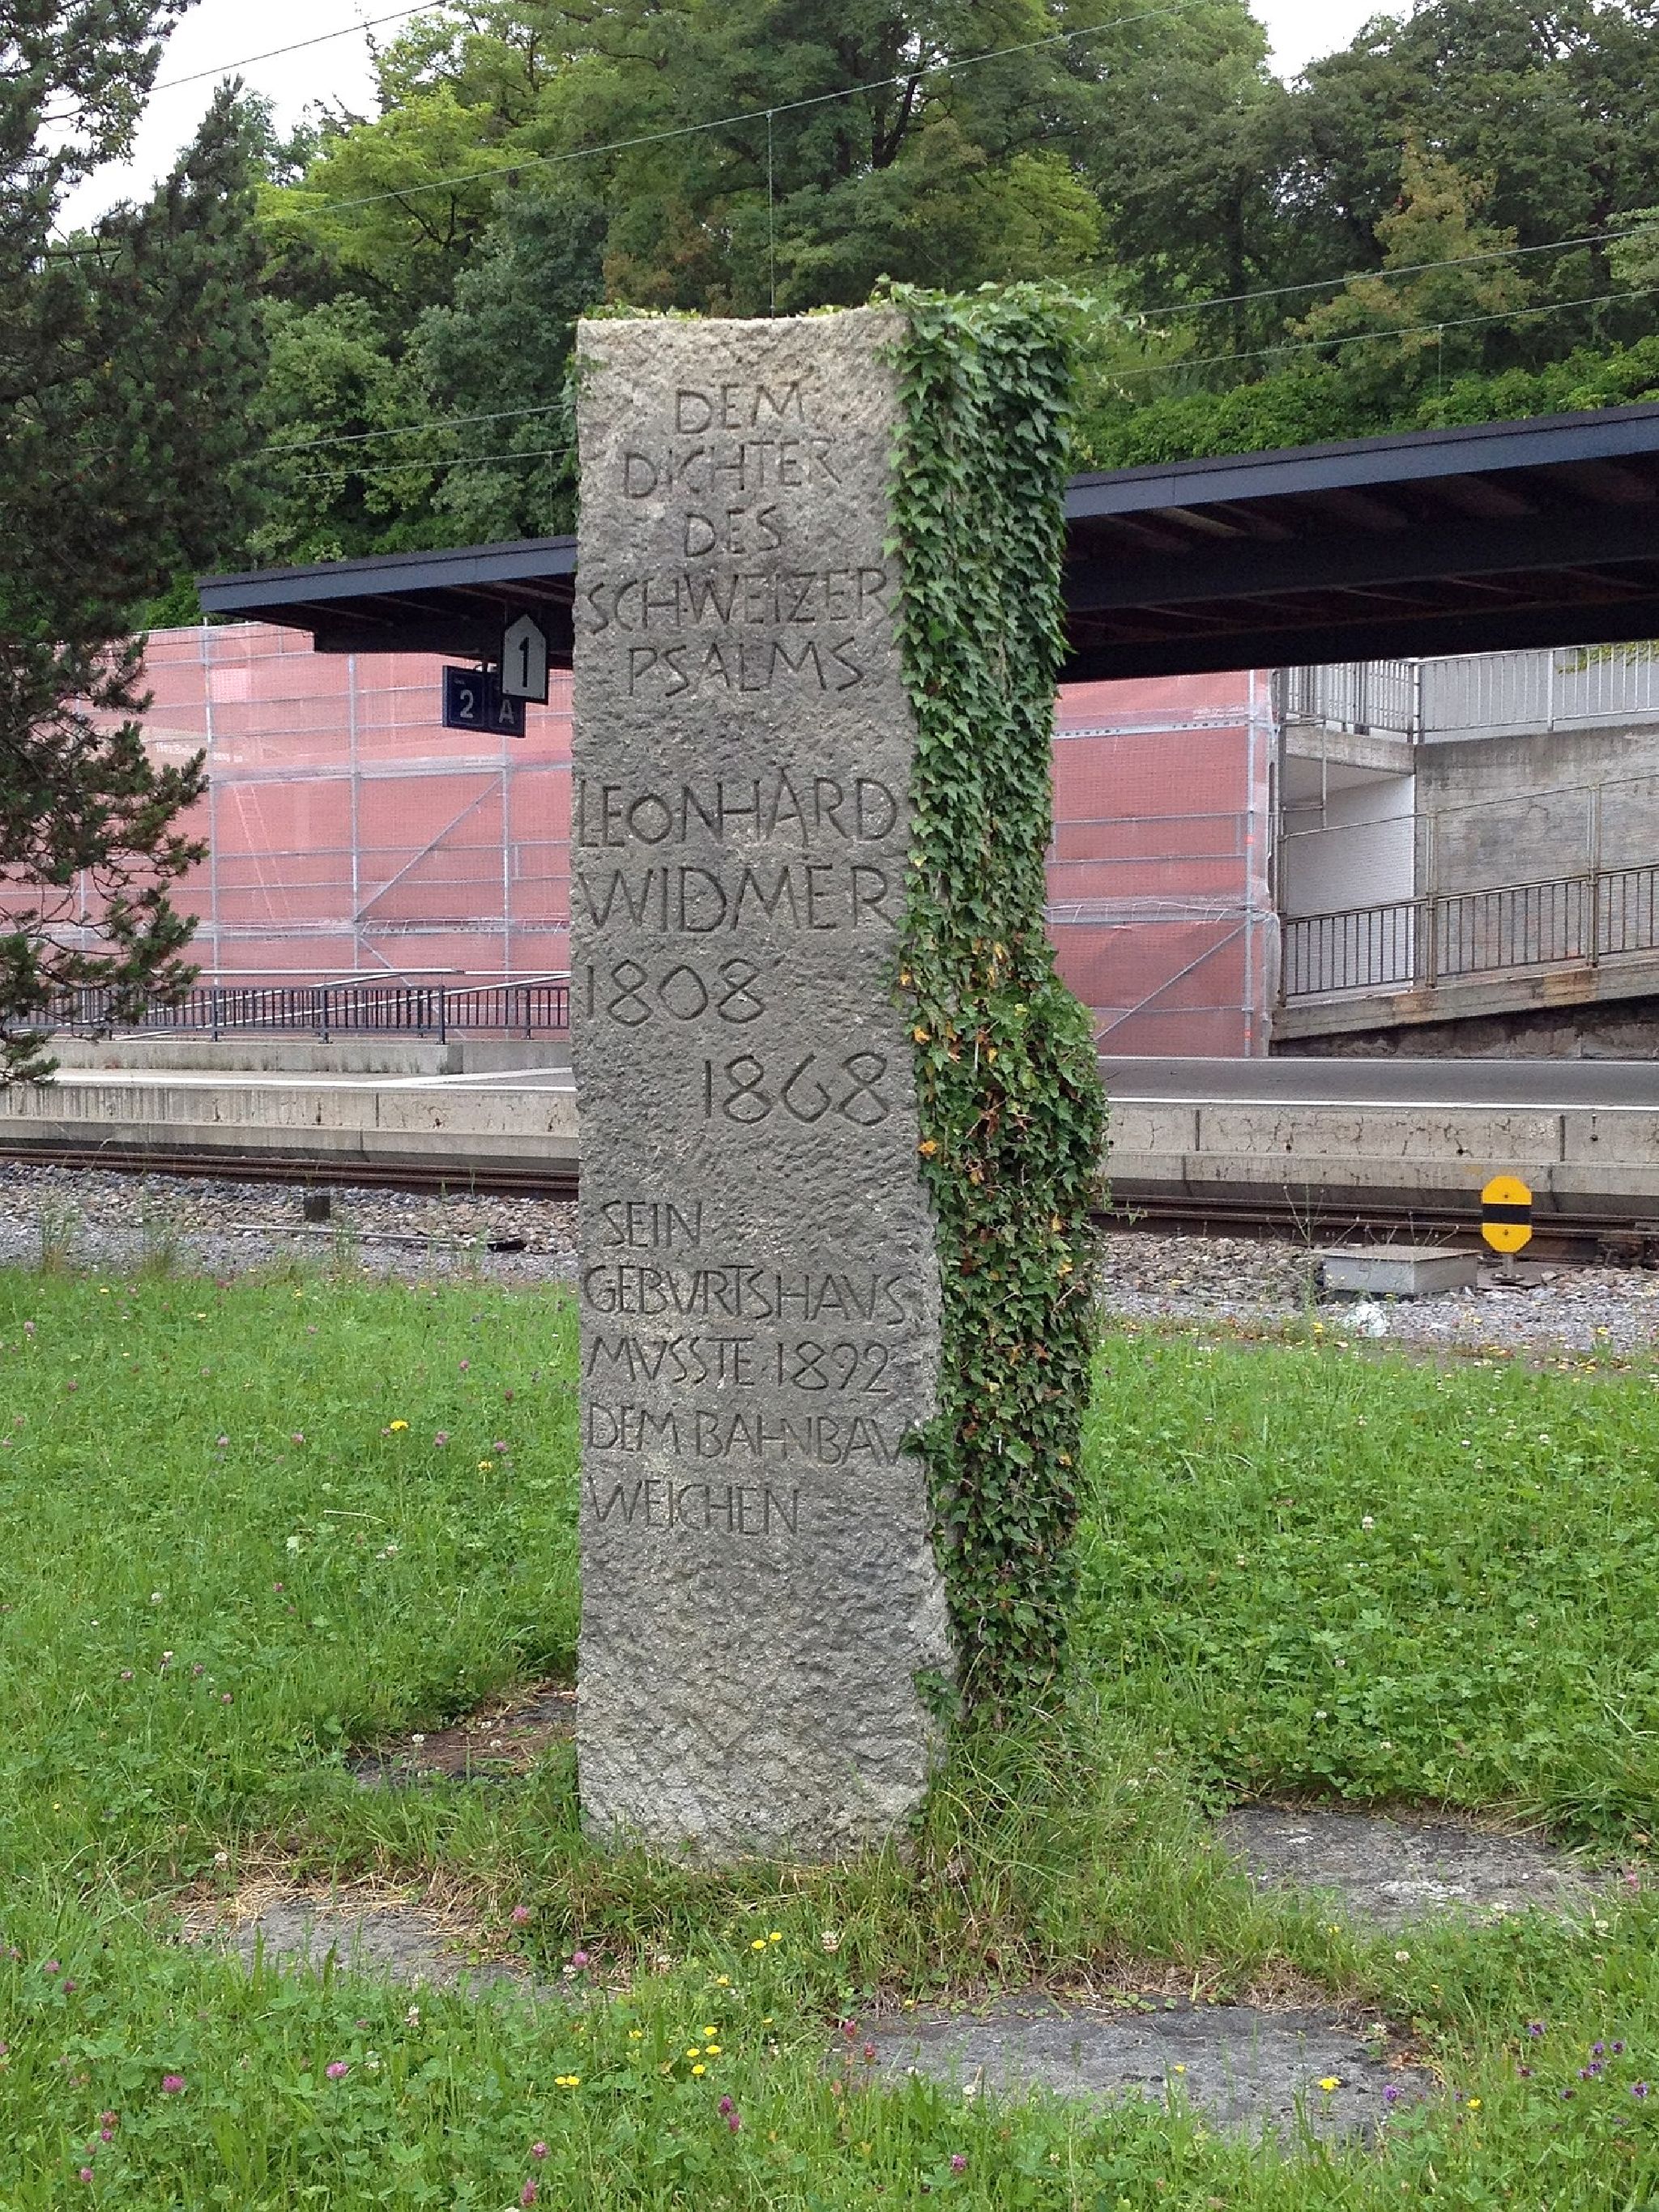 DEM
DICHTER
DES
SCHWEIZER
PSALMS
LEONHARD
WIDMER
1808
1868
SEIN
GEBVRTSHAVS
MVSSTE 1892
DEM BAHNBAV
WEICHEN
1
2
A